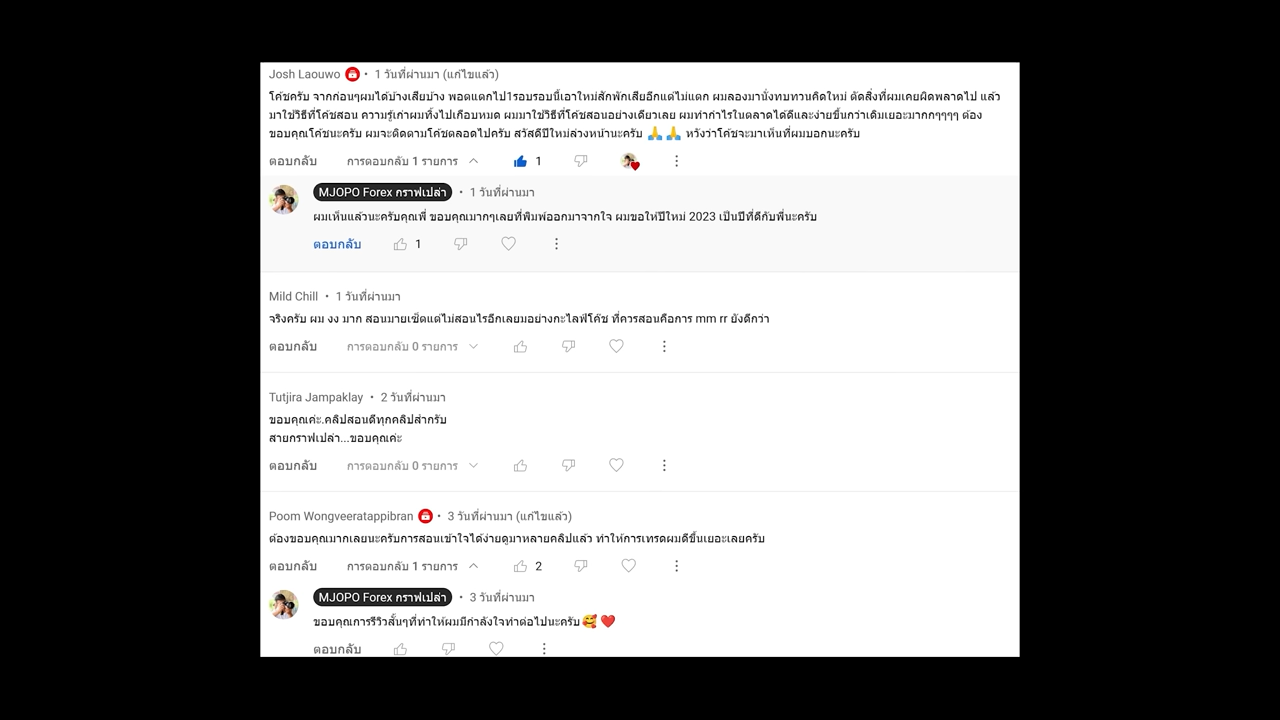 Josh Laouwo • 1 วันที่ผ่านมา (แก้ไขแล้ว)
โค้ชครับ จากก่อนๆผมได้บ้างเสียบ้าง พอตแตกไป1รอบรอบนี้เอาใหม่สักพักเสียอีกแต่ไม่แตก ผมลองมานั่งทบทวนคิดใหม่ ตัดสิ่งที่ผมเคยผิดพลาดไป แล้ว
มาใช้วิธีที่โค้ชสอน ความรู้เก่าผมทิ้งไปเกือบหมด ผมมาใช้วิธีที่โค้ชสอนอย่างเดียวเลย ผมทำกำไรในตลาดได้ดีและง่ายขึ้นกว่าเดิมเยอะมากกๆๆๆๆ ต้อง
ขอบคุณโค้ชนะครับ ผมจะติดตามโค้ชตลอดไปครับ สวัสดีปีใหม่ล่วงหน้านะครับ 🙏 🙏 หวังว่าโค้ชจะมาเห็นที่ผมบอกนะครับ
ตอบกลับ การตอบกลับ 1 รายการ 1
MJOPO Forex กราฟเปล่า • 1 วันที่ผ่านมา
ผมเห็นแล้วนะครับคุณพี่ ขอบคุณมากๆเลยที่พิมพ์ออกมาจากใจ ผมขอให้ปีใหม่ 2023 เป็นปีที่ดีกับพี่นะครับ
ตอบกลับ 1
Mild Chill • 1 วันที่ผ่านมา
จริงครับ ผม งง มาก สอนมายเซ็ตแต่ไม่สอนไรอีกเลยมอย่างกะไลฟ์โค้ช ที่ควรสอนคือการ mm rr ยังดีกว่า
ตอบกลับ การตอบกลับ 0 รายการ
Tutjira Jampaklay • 2 วันที่ผ่านมา
ขอบคุณค่ะ.คลิปสอนดีทุกคลิปสำกรับ
สายกราฟเปล่า...ขอบคุณค่ะ
ตอบกลับ การตอบกลับ 0 รายการ
Poom Wongveeratappibran • 3 วันที่ผ่านมา (แก้ไขแล้ว)
ต้องขอบคุณมากเลยนะครับการสอนเข้าใจได้ง่ายดูมาหลายคลิปแล้ว ทำให้การเทรดผมดีขึ้นเยอะเลยครับ
ตอบกลับ การตอบกลับ 1 รายการ 2
MJOPO Forex กราฟเปล่า • 3 วันที่ผ่านมา
ขอบคุณการรีวิวสั้นๆที่ทำให้ผมมีกำลังใจทำต่อไปนะครับ🥰 ❤️
ตอบกลับ